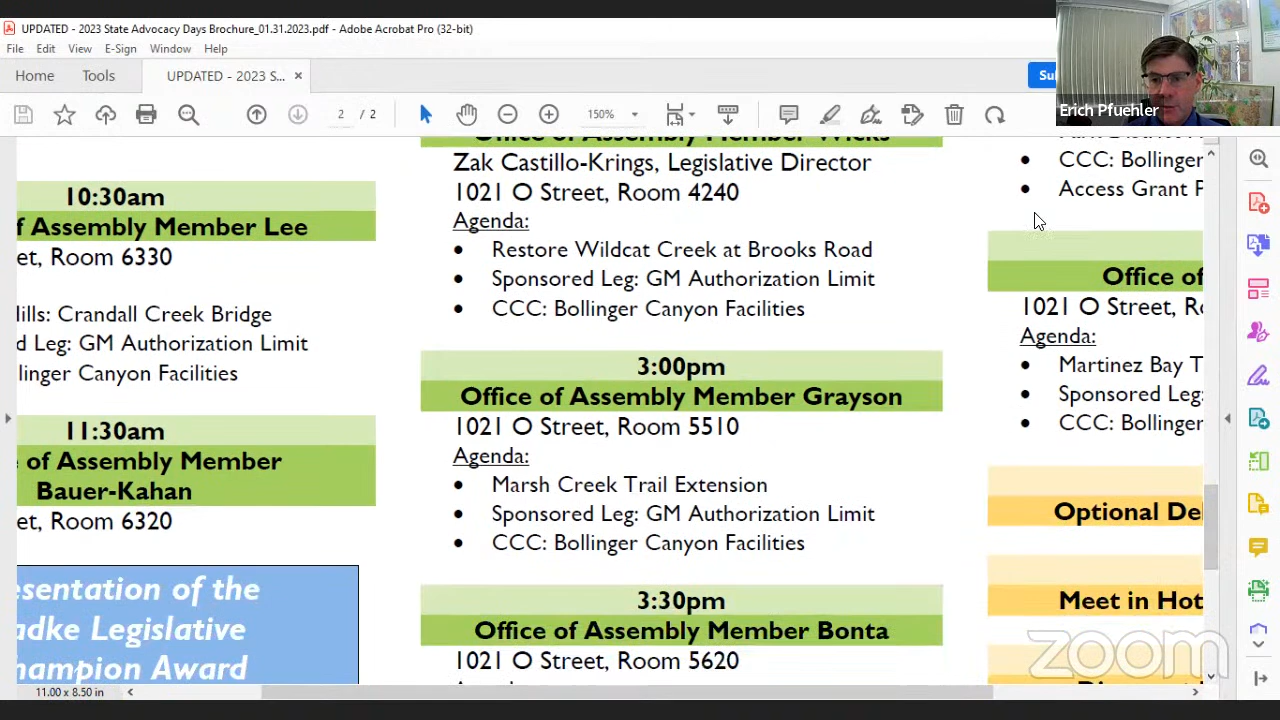 UPDATED - 2023 State Advocacy Days Brochure_01.31.2023.pdf - Adobe Acrobat Pro (32-bit)
File Edit View E-Sign Window Help
Home Tools UPDATED - 2023 S... ×
2 / 2 150%
Erich Pfuehler
10:30am
f Assembly Member Lee
et, Room 6330
ills: Crandall Creek Bridge
d Leg: GM Authorization Limit
linger Canyon Facilities
11:30am
of Assembly Member
Bauer-Kahan
et, Room 6320
esentation of the
adke Legislative
hampion Award
Office of Assembly Member Wicks
Zak Castillo-Krings, Legislative Director
1021 O Street, Room 4240
Agenda:
• Restore Wildcat Creek at Brooks Road
• Sponsored Leg: GM Authorization Limit
• CCC: Bollinger Canyon Facilities
3:00pm
Office of Assembly Member Grayson
1021 O Street, Room 5510
Agenda:
• Marsh Creek Trail Extension
• Sponsored Leg: GM Authorization Limit
• CCC: Bollinger Canyon Facilities
3:30pm
Office of Assembly Member Bonta
1021 O Street, Room 5620
• CCC: Bollinger
• Access Grant P
Office of
1021 O Street, Ro
Agenda:
• Martinez Bay T
• Sponsored Leg:
• CCC: Bollinger
Optional De
Meet in Hot
zoom
11.00 x 8.50 in